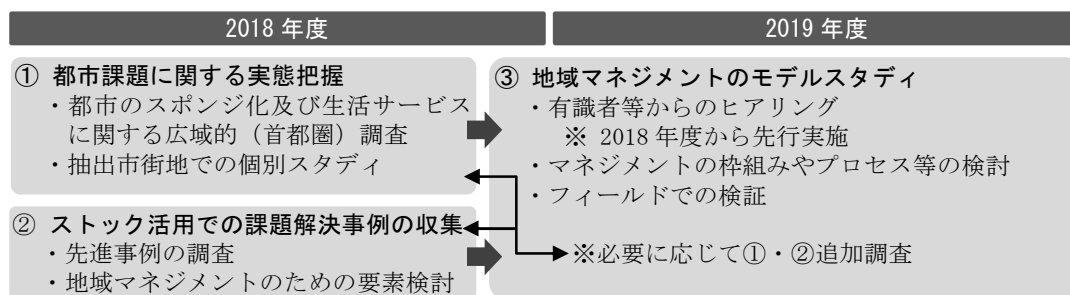 2018 年度
2019 年度
① 都市課題に関する実態把握
・都市のスポンジ化及び生活サービス
に関する広域的（首都圏）調査
・抽出市街地での個別スタディ
② ストック活用での課題解決事例の収集
・先進事例の調査
・地域マネジメントのための要素検討
③ 地域マネジメントのモデルスタディ
・有識者等からのヒアリング
※ 2018 年度から先行実施
・マネジメントの枠組みやプロセス等の検討
・フィールドでの検証
※必要に応じて①・②追加調査